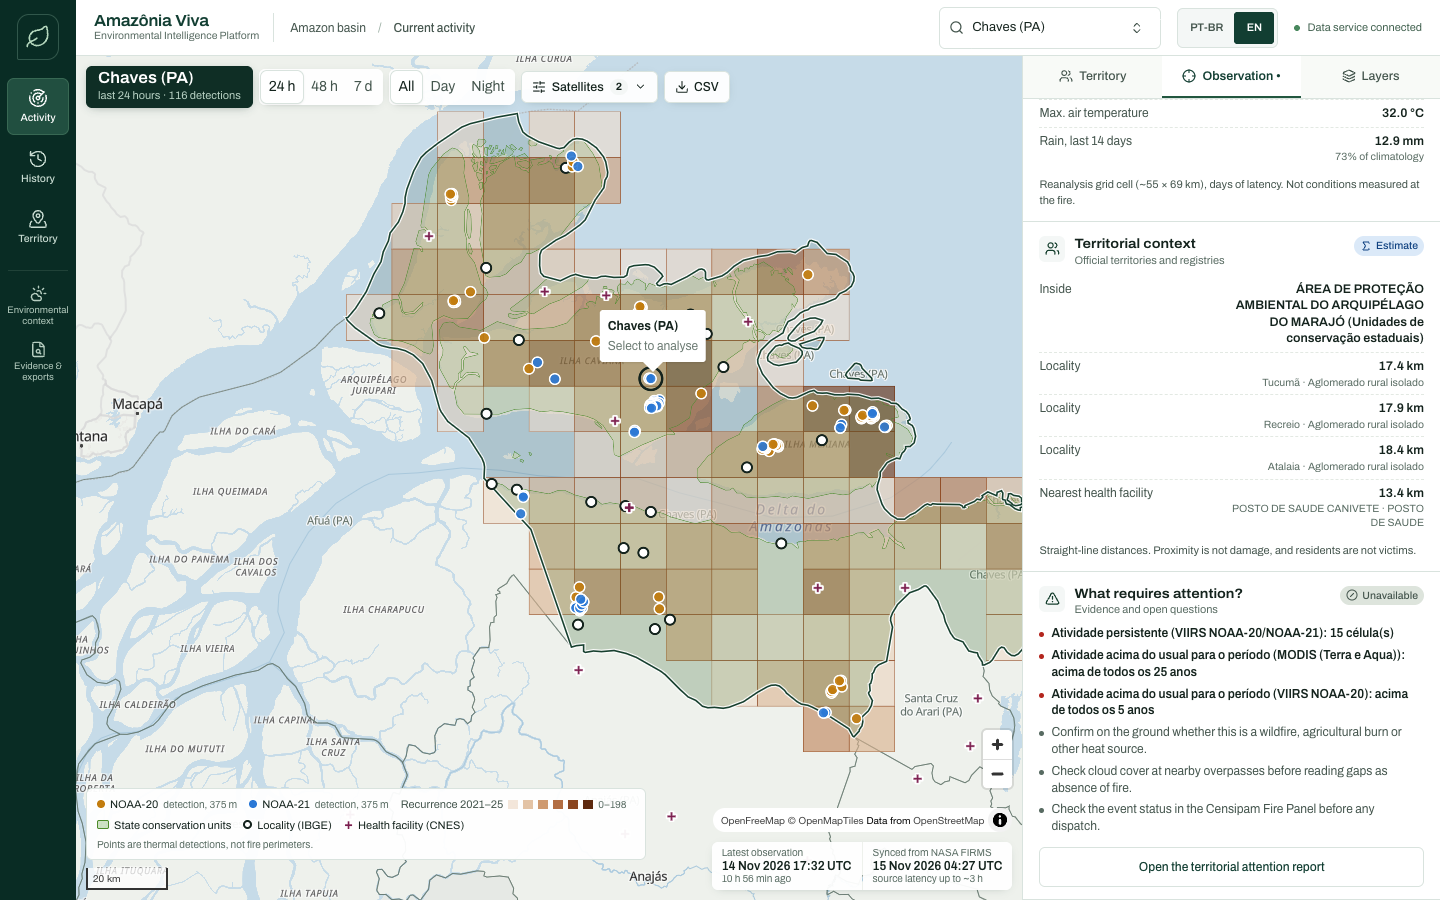 Amazônia Viva
Environmental Intelligence Platform
Amazon basin / Current activity
Chaves (PA)
PT-BR EN
Data service connected
Activity
History
Territory
Environmental
context
Evidence &
exports
Chaves (PA)
last 24 hours · 116 detections
24 h 48 h 7 d
All Day Night
Satellites 2
CSV
ILHA CURUÁ
Macapá
ntana
ARQUIPÉLAGO
JURUPARI
ILHA DO CARÁ
ILHA QUEIMADA
Afuá (PA)
ILHA DO PANEMA
ILHA DOS
CAVALOS
ILHA CHARAPUCU
ILHA VIEIRA
ILHA CALDEIRÃO
ILHA CAPINAL
ILHA DO MUTUTI
ILHA SANTA
CRUZ
ILHA DA
ILHA TAPUIA
Chaves (PA)
Select to analyse
Chaves (PA)
Chaves (PA)
Chaves (PA)
Delta do
Amazonas
Santa Cruz
do Arari (PA)
Anajás
NOAA-20 detection, 375 m
NOAA-21 detection, 375 m
Recurrence 2021–25 0–198
State conservation units
Locality (IBGE)
Health facility (CNES)
Points are thermal detections, not fire perimeters.
20 km
OpenFreeMap © OpenMapTiles Data from OpenStreetMap
Latest observation
14 Nov 2026 17:32 UTC
10 h 56 min ago
Synced from NASA FIRMS
15 Nov 2026 04:27 UTC
source latency up to ~3 h
Territory
Observation •
Layers
Max. air temperature 32.0 °C
Rain, last 14 days 12.9 mm
73% of climatology
Reanalysis grid cell (~55 × 69 km), days of latency. Not conditions measured at
the fire.
Territorial context
Official territories and registries
Estimate
Inside ÁREA DE PROTEÇÃO
AMBIENTAL DO ARQUIPÉLAGO
DO MARAJÓ (Unidades de
conservação estaduais)
Locality 17.4 km
Tucumã · Aglomerado rural isolado
Locality 17.9 km
Recreio · Aglomerado rural isolado
Locality 18.4 km
Atalaia · Aglomerado rural isolado
Nearest health facility 13.4 km
POSTO DE SAUDE CANIVETE · POSTO
DE SAUDE
Straight-line distances. Proximity is not damage, and residents are not victims.
What requires attention?
Evidence and open questions
Unavailable
Atividade persistente (VIIRS NOAA-20/NOAA-21): 15 célula(s)
Atividade acima do usual para o período (MODIS (Terra e Aqua)):
acima de todos os 25 anos
Atividade acima do usual para o período (VIIRS NOAA-20): acima
de todos os 5 anos
Confirm on the ground whether this is a wildfire, agricultural burn or
other heat source.
Check cloud cover at nearby overpasses before reading gaps as
absence of fire.
Check the event status in the Censipam Fire Panel before any
dispatch.
Open the territorial attention report